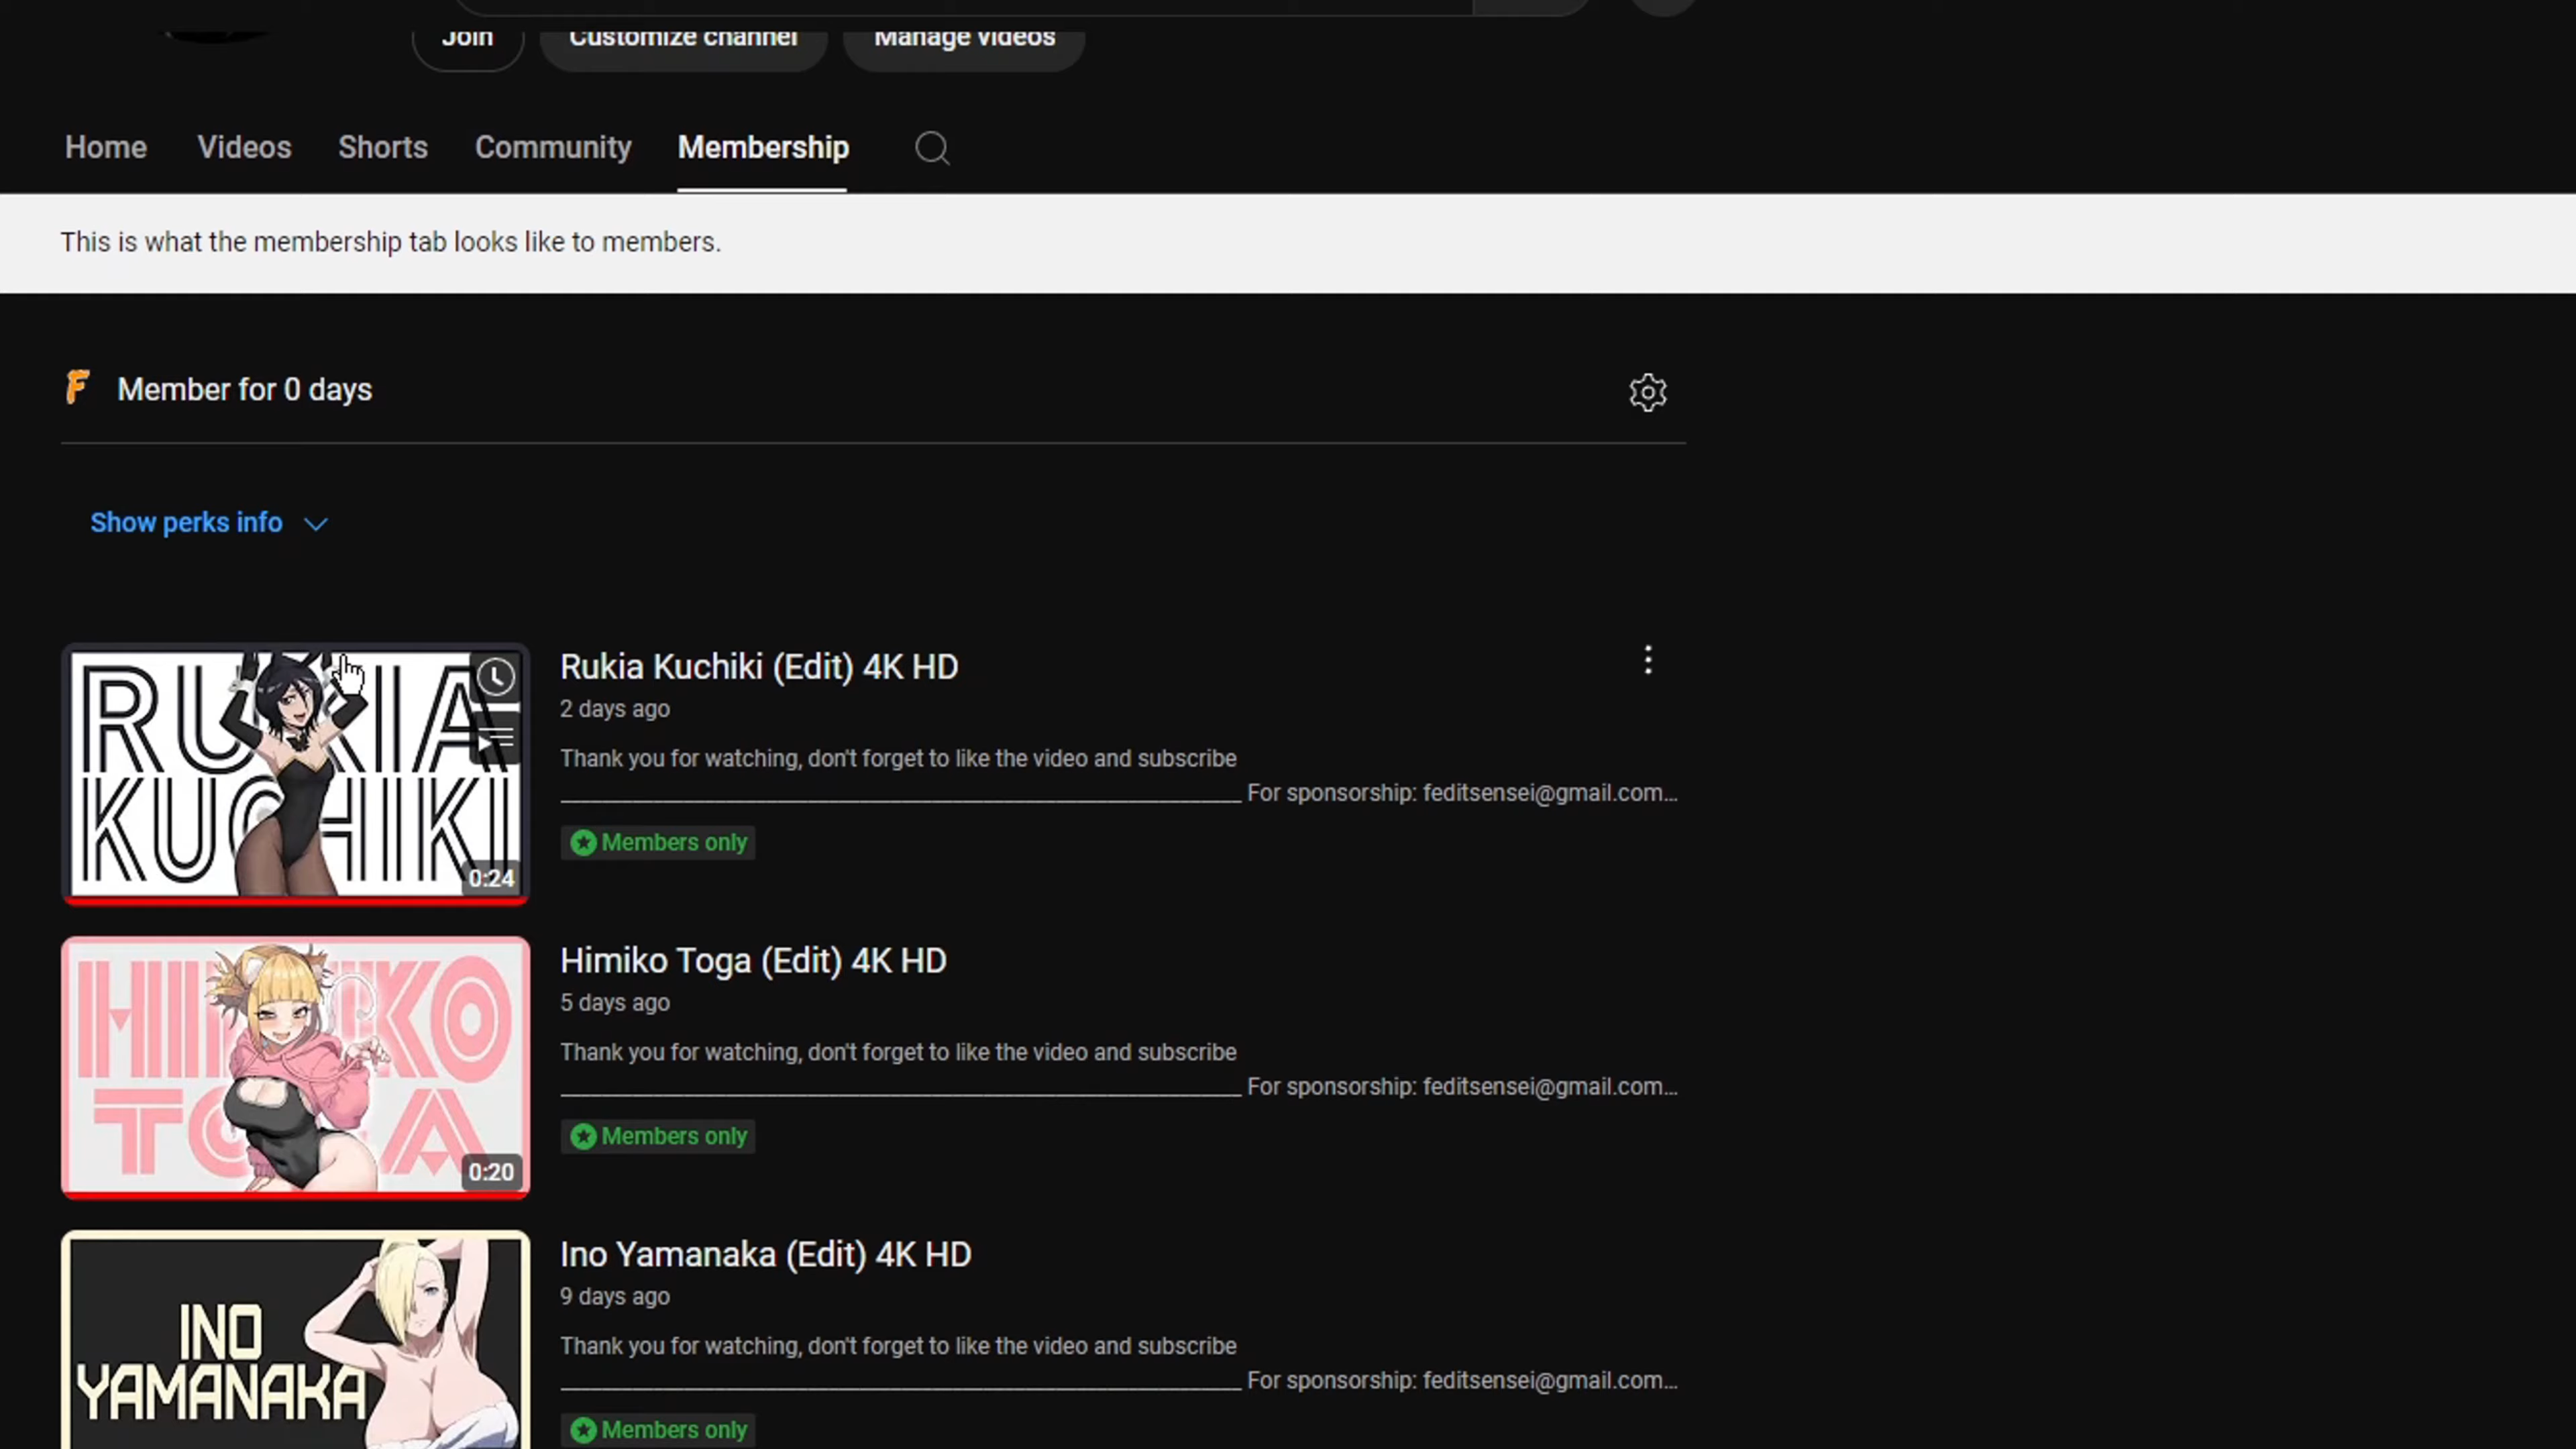 Join Customize channel Manage videos
Home Videos Shorts Community Membership
This is what the membership tab looks like to members.
F Member for 0 days
Show perks info
RUKIA
KUCHIKI
0:24
Rukia Kuchiki (Edit) 4K HD
2 days ago
Thank you for watching, don't forget to like the video and subscribe
For sponsorship: feditsensei@gmail.com...
Members only
HIMIKO
TOGA
0:20
Himiko Toga (Edit) 4K HD
5 days ago
Thank you for watching, don't forget to like the video and subscribe
For sponsorship: feditsensei@gmail.com...
Members only
INO
YAMANAKA
Ino Yamanaka (Edit) 4K HD
9 days ago
Thank you for watching, don't forget to like the video and subscribe
For sponsorship: feditsensei@gmail.com...
Members only